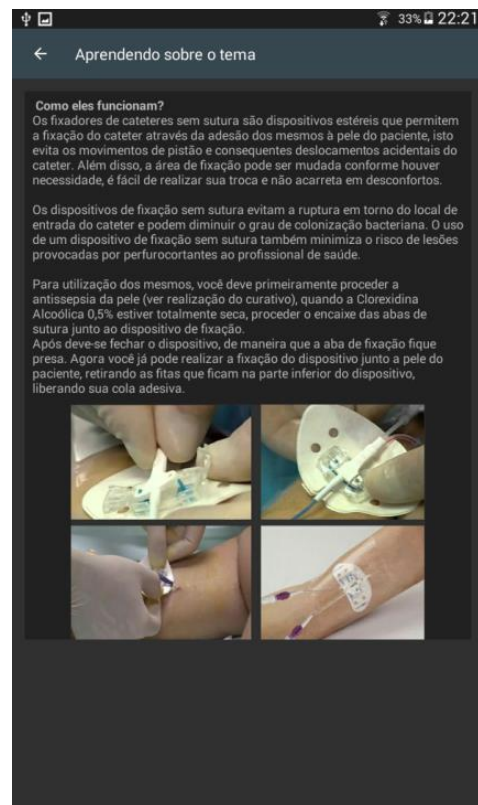 33% 22:21
Aprendendo sobre o tema
Como eles funcionam?
Os fixadores de cateteres sem sutura são dispositivos estéreis que permitem
a fixação do cateter através da adesão dos mesmos à pele do paciente, isto
evita os movimentos de pistão e consequentes deslocamentos acidentais do
cateter. Além disso, a área de fixação pode ser mudada conforme houver
necessidade, é fácil de realizar sua troca e não acarreta em desconfortos.
Os dispositivos de fixação sem sutura evitam a ruptura em torno do local de
entrada do cateter e podem diminuir o grau de colonização bacteriana. O uso
de um dispositivo de fixação sem sutura também minimiza o risco de lesões
provocadas por perfurocortantes ao profissional de saúde.
Para utilização dos mesmos, você deve primeiramente proceder a
antissepsia da pele (ver realização do curativo), quando a Clorexidina
Alcoólica 0,5% estiver totalmente seca, proceder o encaixe das abas de
sutura junto ao dispositivo de fixação.
Após deve-se fechar o dispositivo, de maneira que a aba de fixação fique
presa. Agora você já pode realizar a fixação do dispositivo junto a pele do
paciente, retirando as fitas que ficam na parte inferior do dispositivo,
liberando sua cola adesiva.